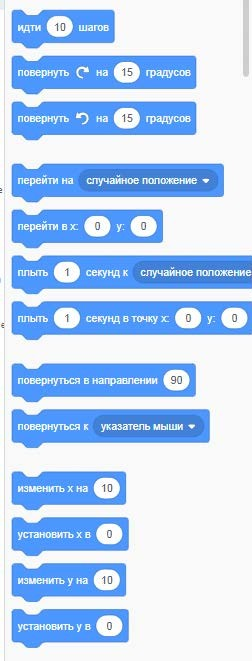 идти 10 шагов
повернуть на 15 градусов
повернуть на 15 градусов
перейти на случайное положение
перейти в x: 0 y: 0
плыть 1 секунд к случайное положение
плыть 1 секунд в точку x: 0 y: 0
повернуться в направлении 90
повернуться к указатель мыши
изменить x на 10
установить x в 0
изменить y на 10
установить y в 0